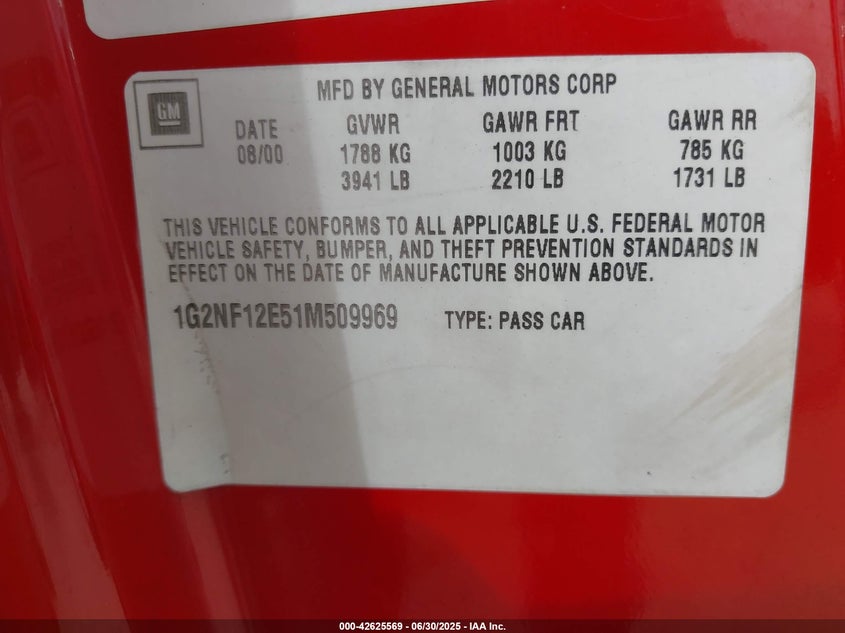 MFD BY GENERAL MOTORS CORP
GM
DATE GVWR GAWR FRT GAWR RR
08/00 1788 KG 1003 KG 785 KG
3941 LB 2210 LB 1731 LB
THIS VEHICLE CONFORMS TO ALL APPLICABLE U.S. FEDERAL MOTOR
VEHICLE SAFETY, BUMPER, AND THEFT PREVENTION STANDARDS IN
EFFECT ON THE DATE OF MANUFACTURE SHOWN ABOVE.
1G2NF12E51M509969 TYPE: PASS CAR
000-42625569 - 06/30/2025 - IAA Inc.